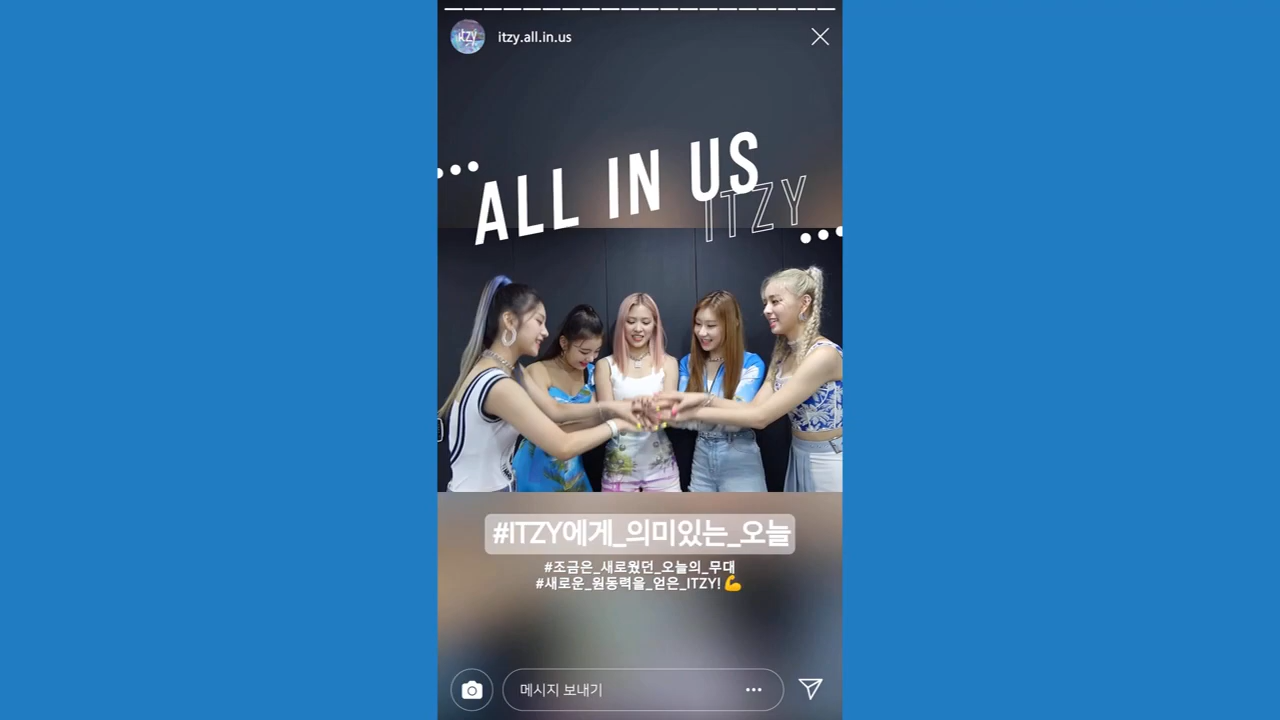 itzy
itzy.all.in.us
ALL IN US
ITZY
#ITZY에게_의미있는_오늘
#조금은_새로웠던_오늘의_무대
#새로운_원동력을_얻은_ITZY! 💪
메시지 보내기